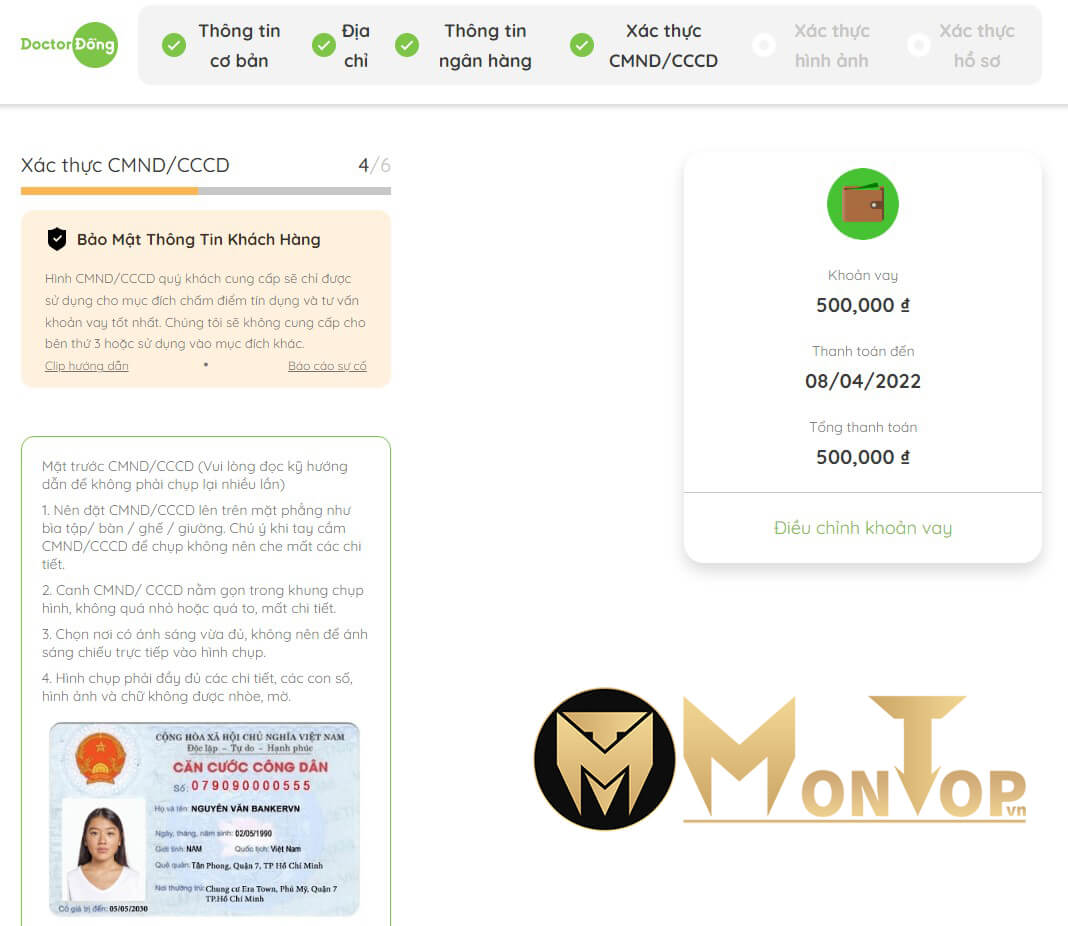 DoctorĐồng
Thông tin
cơ bản
Địa
chỉ
Thông tin
ngân hàng
Xác thực
CMND/CCCD
Xác thực
hình ảnh
Xác thực
hồ sơ
Xác thực CMND/CCCD
4/6
Bảo Mật Thông Tin Khách Hàng
Hình CMND/CCCD quý khách cung cấp sẽ chỉ được
sử dụng cho mục đích chấm điểm tín dụng và tư vấn
khoản vay tốt nhất. Chúng tôi sẽ không cung cấp cho
bên thứ 3 hoặc sử dụng vào mục đích khác.
Clip hướng dẫn • Báo cáo sự cố
Mặt trước CMND/CCCD (Vui lòng đọc kỹ hướng
dẫn để không phải chụp lại nhiều lần)
1. Nên đặt CMND/CCCD lên trên mặt phẳng như
bìa tập/ bàn / ghế / giường. Chú ý khi tay cầm
CMND/CCCD để chụp không nên che mất các chi
tiết.
2. Canh CMND/ CCCD nằm gọn trong khung chụp
hình, không quá nhỏ hoặc quá to, mất chi tiết.
3. Chọn nơi có ánh sáng vừa đủ, không nên để ánh
sáng chiếu trực tiếp vào hình chụp.
4. Hình chụp phải đầy đủ các chi tiết, các con số,
hình ảnh và chữ không được nhòe, mờ.
CỘNG HÒA XÃ HỘI CHỦ NGHĨA VIỆT NAM
Độc lập - Tự do - Hạnh phúc
CĂN CƯỚC CÔNG DÂN
Số: 079090000555
Họ và tên: NGUYỄN VĂN BANKERVN
Ngày, tháng, năm sinh: 02/05/1990
Giới tính: NAM Quốc tịch: Việt Nam
Quê quán: Tân Phong, Quận 7, TP Hồ Chí Minh
Nơi thường trú: Chung cư Era Town, Phú Mỹ, Quận 7
TP.Hồ Chí Minh
Có giá trị đến: 05/05/2030
Khoản vay
500,000 ₫
Thanh toán đến
08/04/2022
Tổng thanh toán
500,000 ₫
Điều chỉnh khoản vay
MONTOP.vn